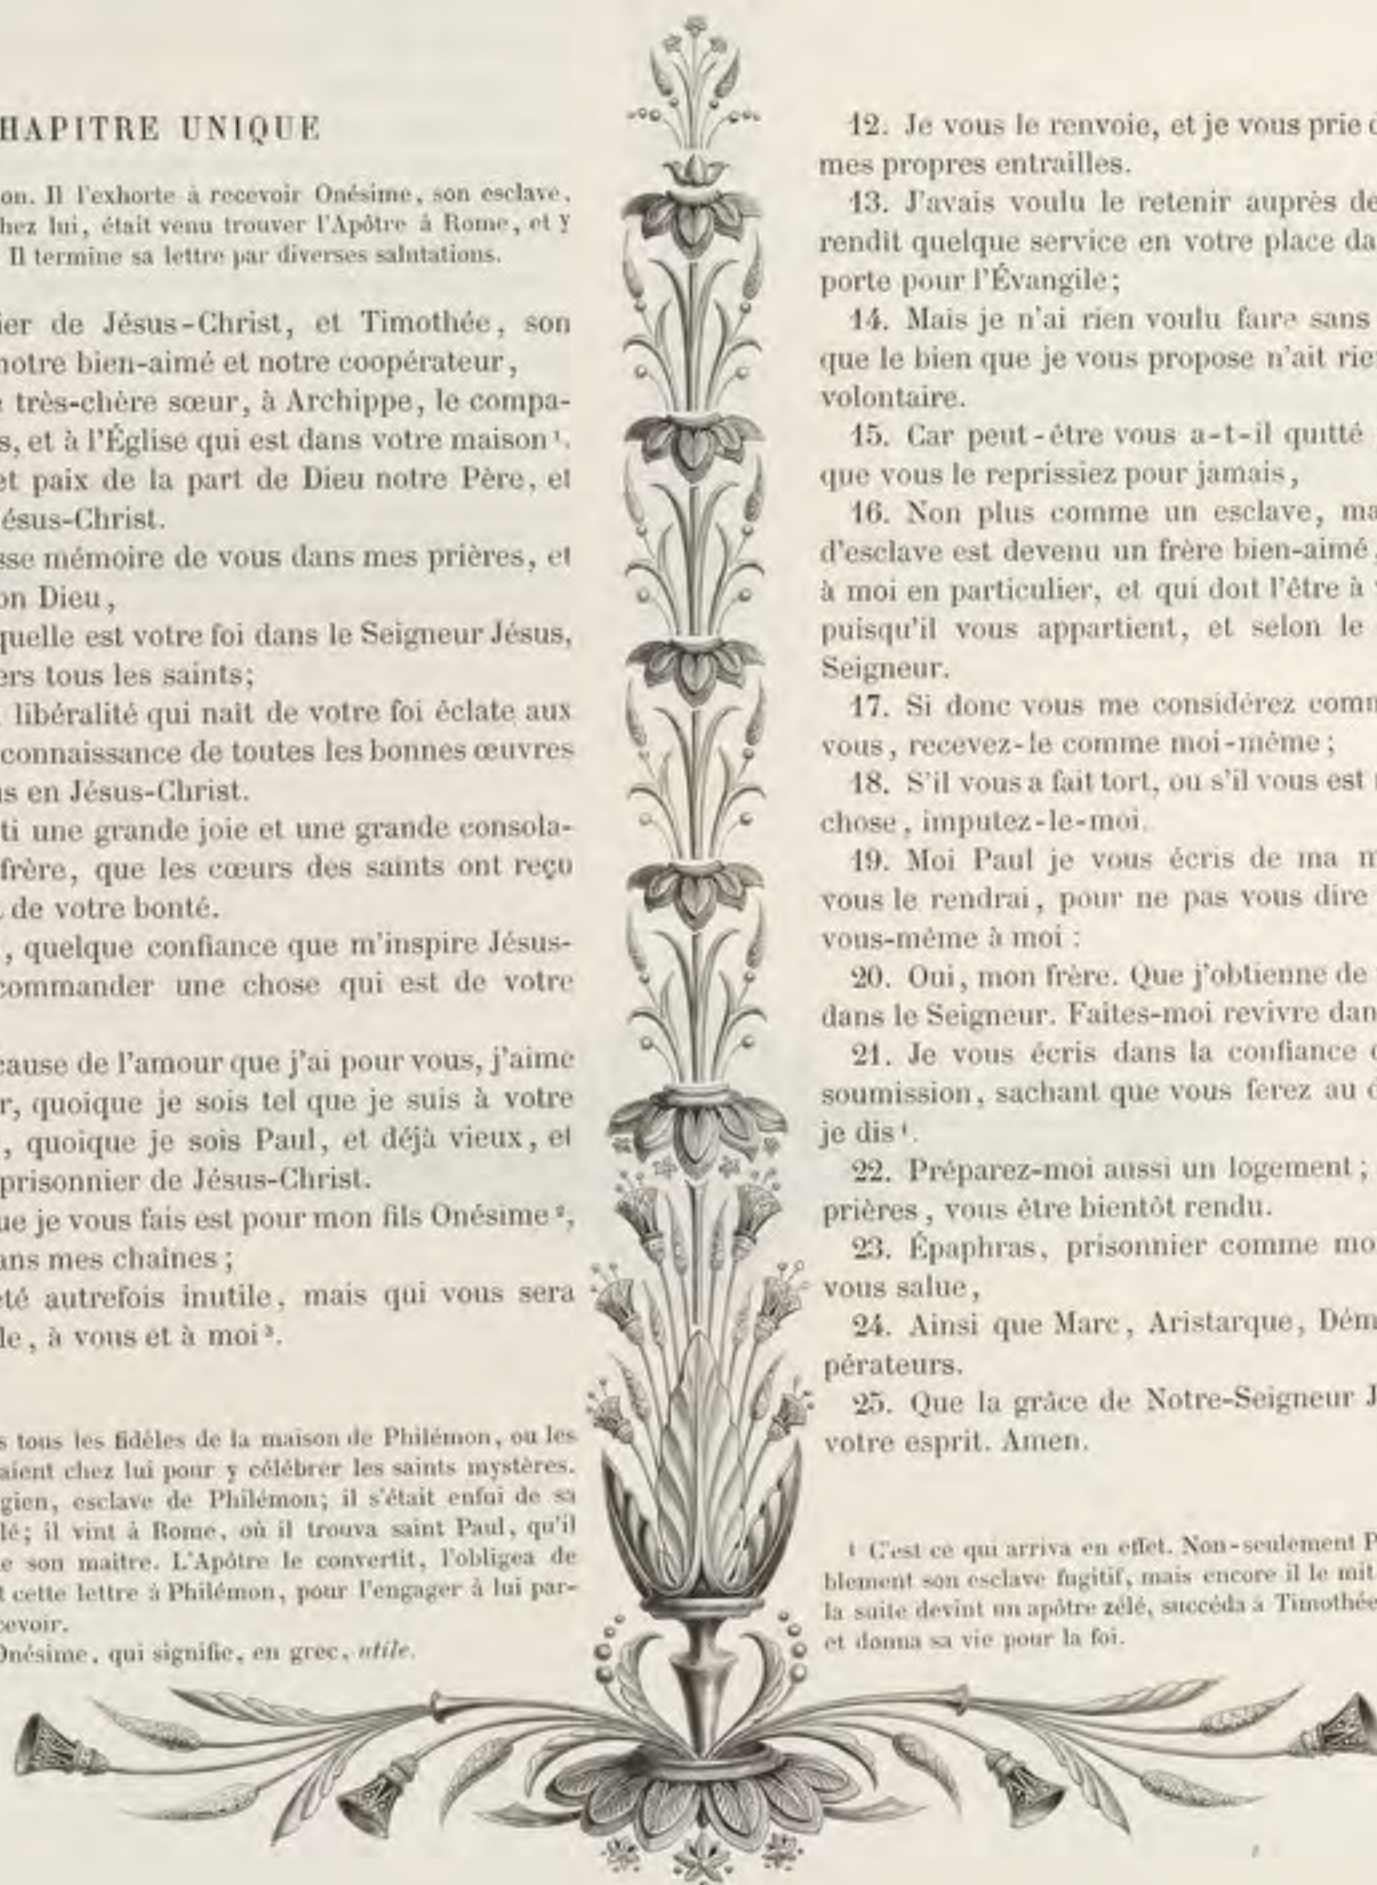 HAPITRE UNIQUE
on. Il l'exhorte à recevoir Onésime, son esclave,
hez lui, était venu trouver l'Apôtre à Rome, et y
Il termine sa lettre par diverses salutations.
ier de Jésus-Christ, et Timothée, son
notre bien-aimé et notre coopérateur,
e très-chère sœur, à Archippe, le compa-
s, et à l'Église qui est dans votre maison¹.
et paix de la part de Dieu notre Père, et
ésus-Christ.
sse mémoire de vous dans mes prières, et
on Dieu,
quelle est votre foi dans le Seigneur Jésus,
ers tous les saints;
libéralité qui naît de votre foi éclate aux
connaissance de toutes les bonnes œuvres
us en Jésus-Christ.
ti une grande joie et une grande consola-
frère, que les cœurs des saints ont reçu
de votre bonté.
, quelque confiance que m'inspire Jésus-
commander une chose qui est de votre
cause de l'amour que j'ai pour vous, j'aime
r, quoique je sois tel que je suis à votre
, quoique je sois Paul, et déjà vieux, et
prisonnier de Jésus-Christ.
ue je vous fais est pour mon fils Onésime²,
ans mes chaînes;
été autrefois inutile, mais qui vous sera
le, à vous et à moi³.
s tous les fidèles de la maison de Philémon, ou les
aient chez lui pour y célébrer les saints mystères.
gien, esclave de Philémon; il s'était enfui de sa
lé; il vint à Rome, où il trouva saint Paul, qu'il
e son maître. L'Apôtre le convertit, l'obligea de
t cette lettre à Philémon, pour l'engager à lui par-
cevoir.
Onésime, qui signifie, en grec, utile.
12. Je vous le renvoie, et je vous prie d
mes propres entrailles.
13. J'avais voulu le retenir auprès de
rendit quelque service en votre place da
porte pour l'Évangile;
14. Mais je n'ai rien voulu faire sans
que le bien que je vous propose n'ait rien
volontaire.
15. Car peut-être vous a-t-il quitté
que vous le reprissiez pour jamais,
16. Non plus comme un esclave, ma
d'esclave est devenu un frère bien-aimé,
à moi en particulier, et qui doit l'être à v
puisqu'il vous appartient, et selon le
Seigneur.
17. Si donc vous me considérez comm
vous, recevez-le comme moi-même;
18. S'il vous a fait tort, ou s'il vous est r
chose, imputez-le-moi.
19. Moi Paul je vous écris de ma m
vous le rendrai, pour ne pas vous dire
vous-même à moi :
20. Oui, mon frère. Que j'obtienne de v
dans le Seigneur. Faites-moi revivre dan
21. Je vous écris dans la confiance q
soumission, sachant que vous ferez au d
je dis¹.
22. Préparez-moi aussi un logement;
prières, vous être bientôt rendu.
23. Épaphras, prisonnier comme mo
vous salue,
24. Ainsi que Marc, Aristarque, Dém
pérateurs.
25. Que la grâce de Notre-Seigneur J
votre esprit. Amen.
¹ C'est ce qui arriva en effet. Non-seulement P
blement son esclave fugitif, mais encore il le mit
la suite devint un apôtre zélé, succéda à Timothée
et donna sa vie pour la foi.